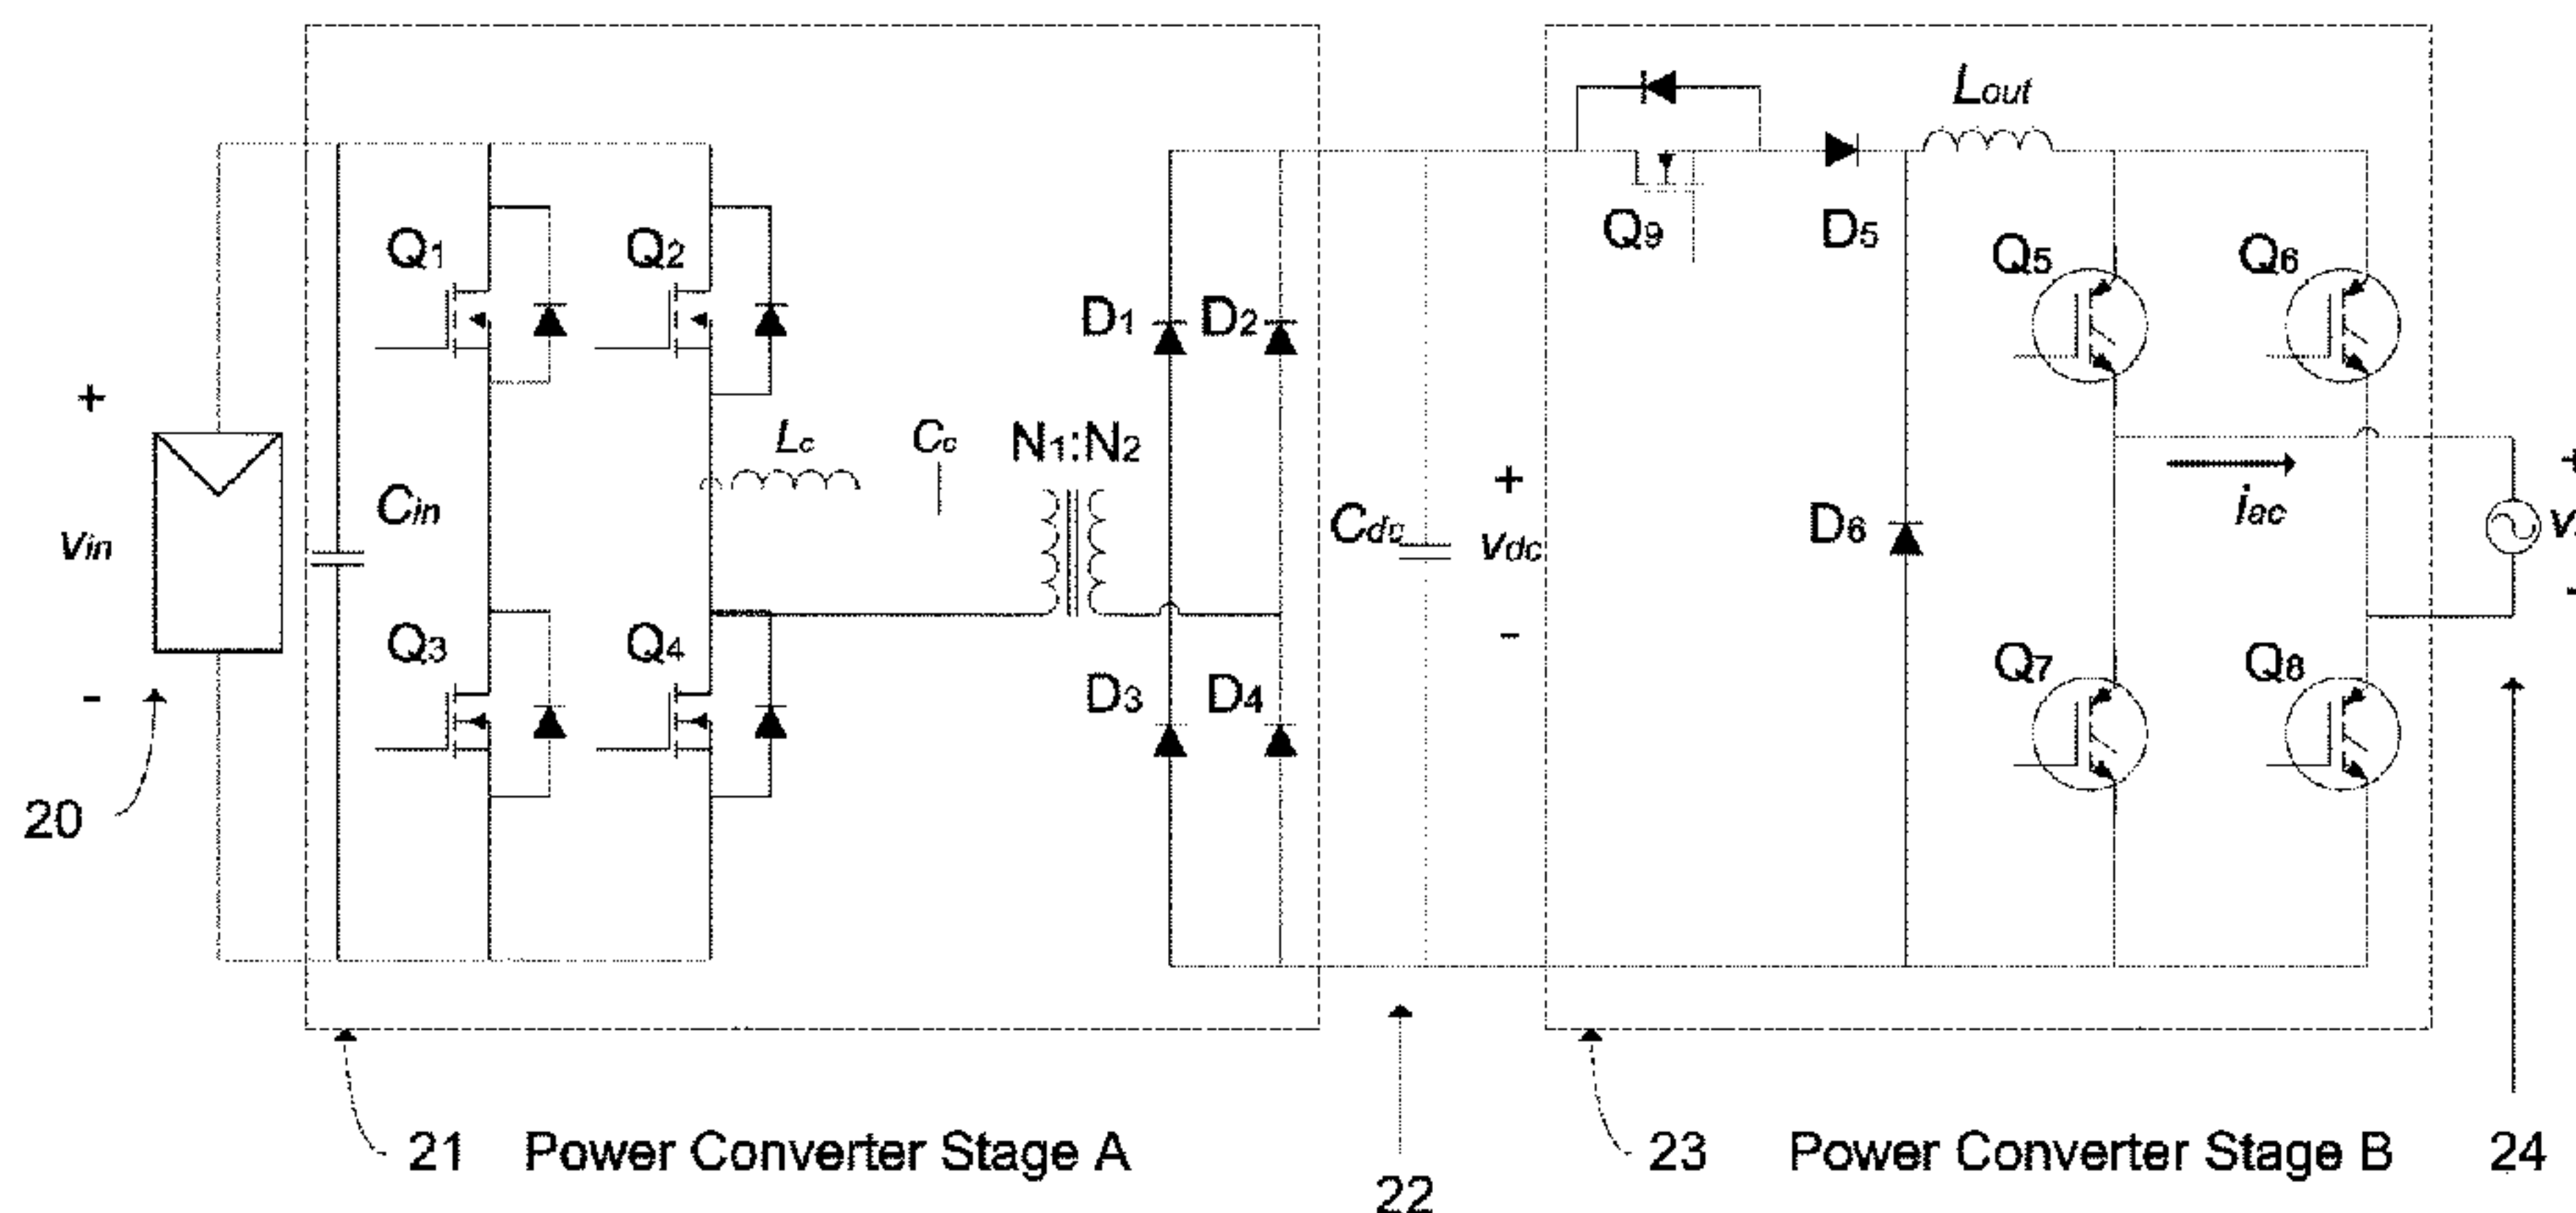 Lout
Q9
D5
Q1
Q2
Q5
Q6
D1
D2
+
Lc
Cc
N1:N2
+
+
Cin
vin
Cdc
vdc
D6
iac
-
Q3
Q4
-
D3
D4
Q7
Q8
-
20
21 Power Converter Stage A
22
23 Power Converter Stage B
24